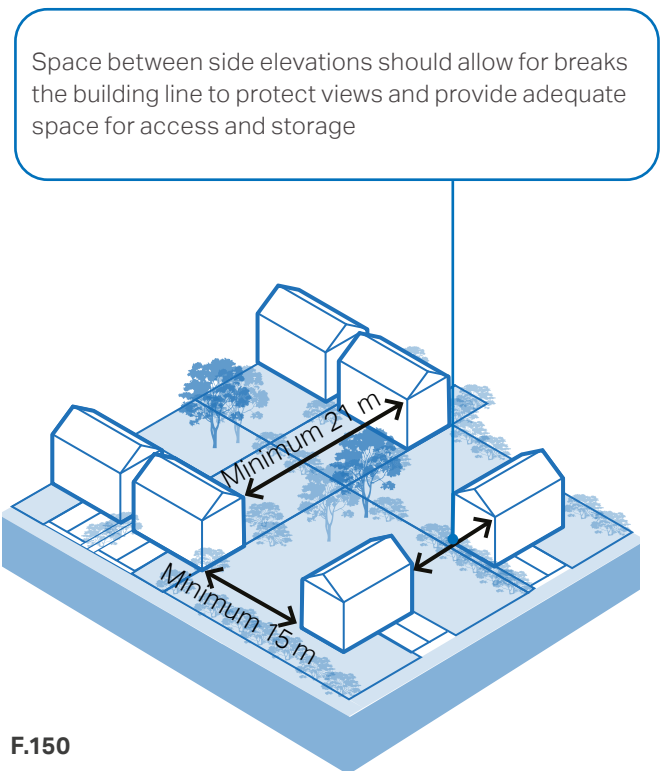 Space between side elevations should allow for breaks
the building line to protect views and provide adequate
space for access and storage
Minimum 21 m
Minimum 15 m
F.150